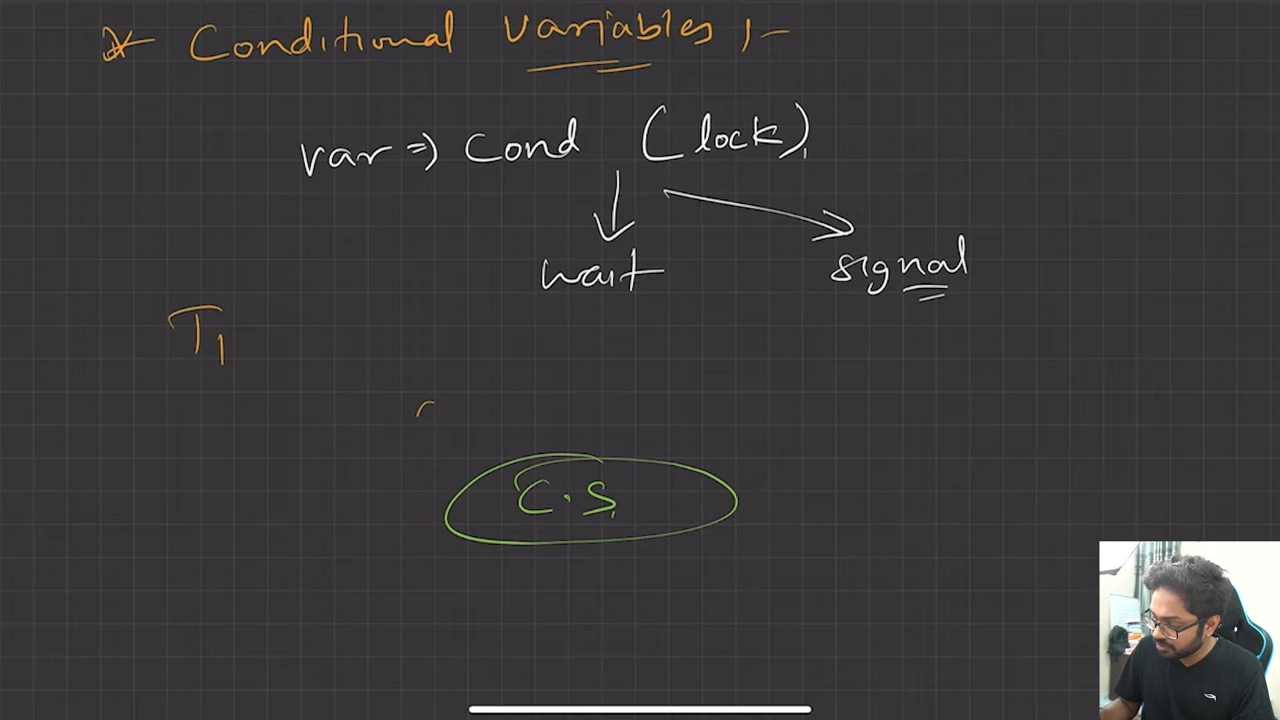 * Conditional Variables :-
var => Cond (lock)
wait signal
T1
C.S